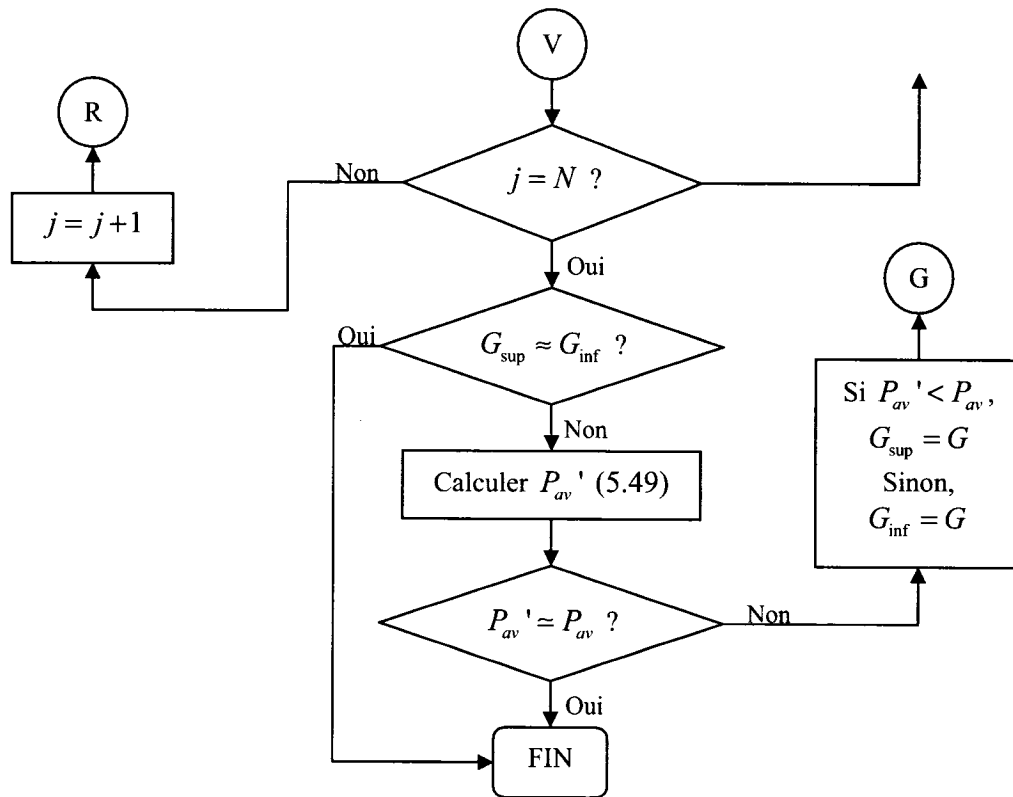 V
R
Non
j = N ?
j = j+1
Oui
G
Oui
G_sup ≈ G_inf ?
Si P_av ' < P_av ,
G_sup = G
Sinon,
G_inf = G
Non
Calculer P_av ' (5.49)
P_av ' ≃ P_av ?
Non
Oui
FIN